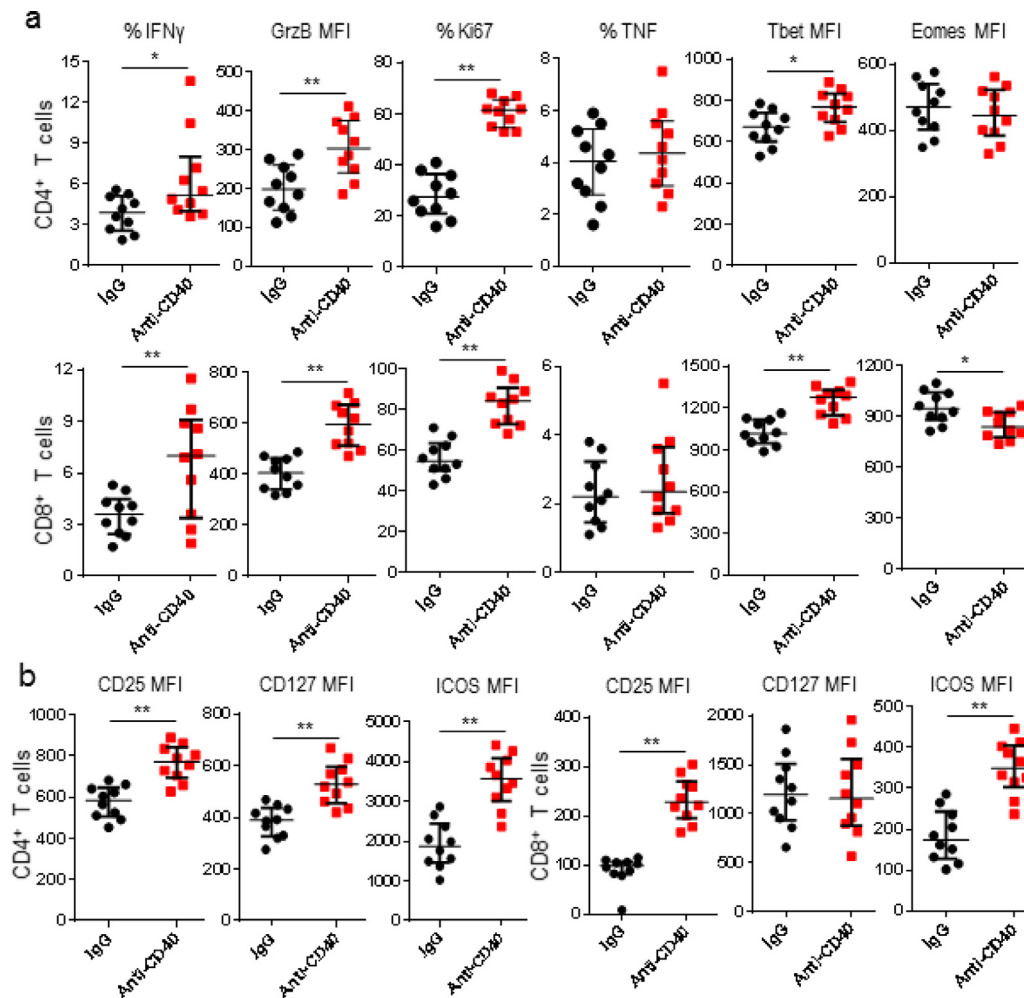 a
% IFNγ GrzB MFI % Ki67 % TNF Tbet MFI Eomes MFI
* ** ** *
CD4⁺ T cells
15 12 9 6 3 0
500 400 300 200 100 0
60 40 20 0
8 6 4 2 0
1000 800 600 400 200 0
600 400 200 0
IgG Anti-CD40 IgG Anti-CD40 IgG Anti-CD40 IgG Anti-CD40 IgG Anti-CD40 IgG Anti-CD40
** ** ** ** *
CD8⁺ T cells
12 9 6 3 0
800 600 400 200 0
100 80 60 40 20 0
6 4 2 0
1500 1200 900 600 300 0
1200 900 600 300 0
IgG Anti-CD40 IgG Anti-CD40 IgG Anti-CD40 IgG Anti-CD40 IgG Anti-CD40 IgG Anti-CD40
b
CD25 MFI CD127 MFI ICOS MFI CD25 MFI CD127 MFI ICOS MFI
** ** ** ** **
CD4⁺ T cells
1000 800 600 400 200 0
800 600 400 200 0
5000 4000 3000 2000 1000 0
CD8⁺ T cells
400 300 200 100 0
2000 1500 1000 500 0
500 400 300 200 100 0
IgG Anti-CD40 IgG Anti-CD40 IgG Anti-CD40 IgG Anti-CD40 IgG Anti-CD40 IgG Anti-CD40